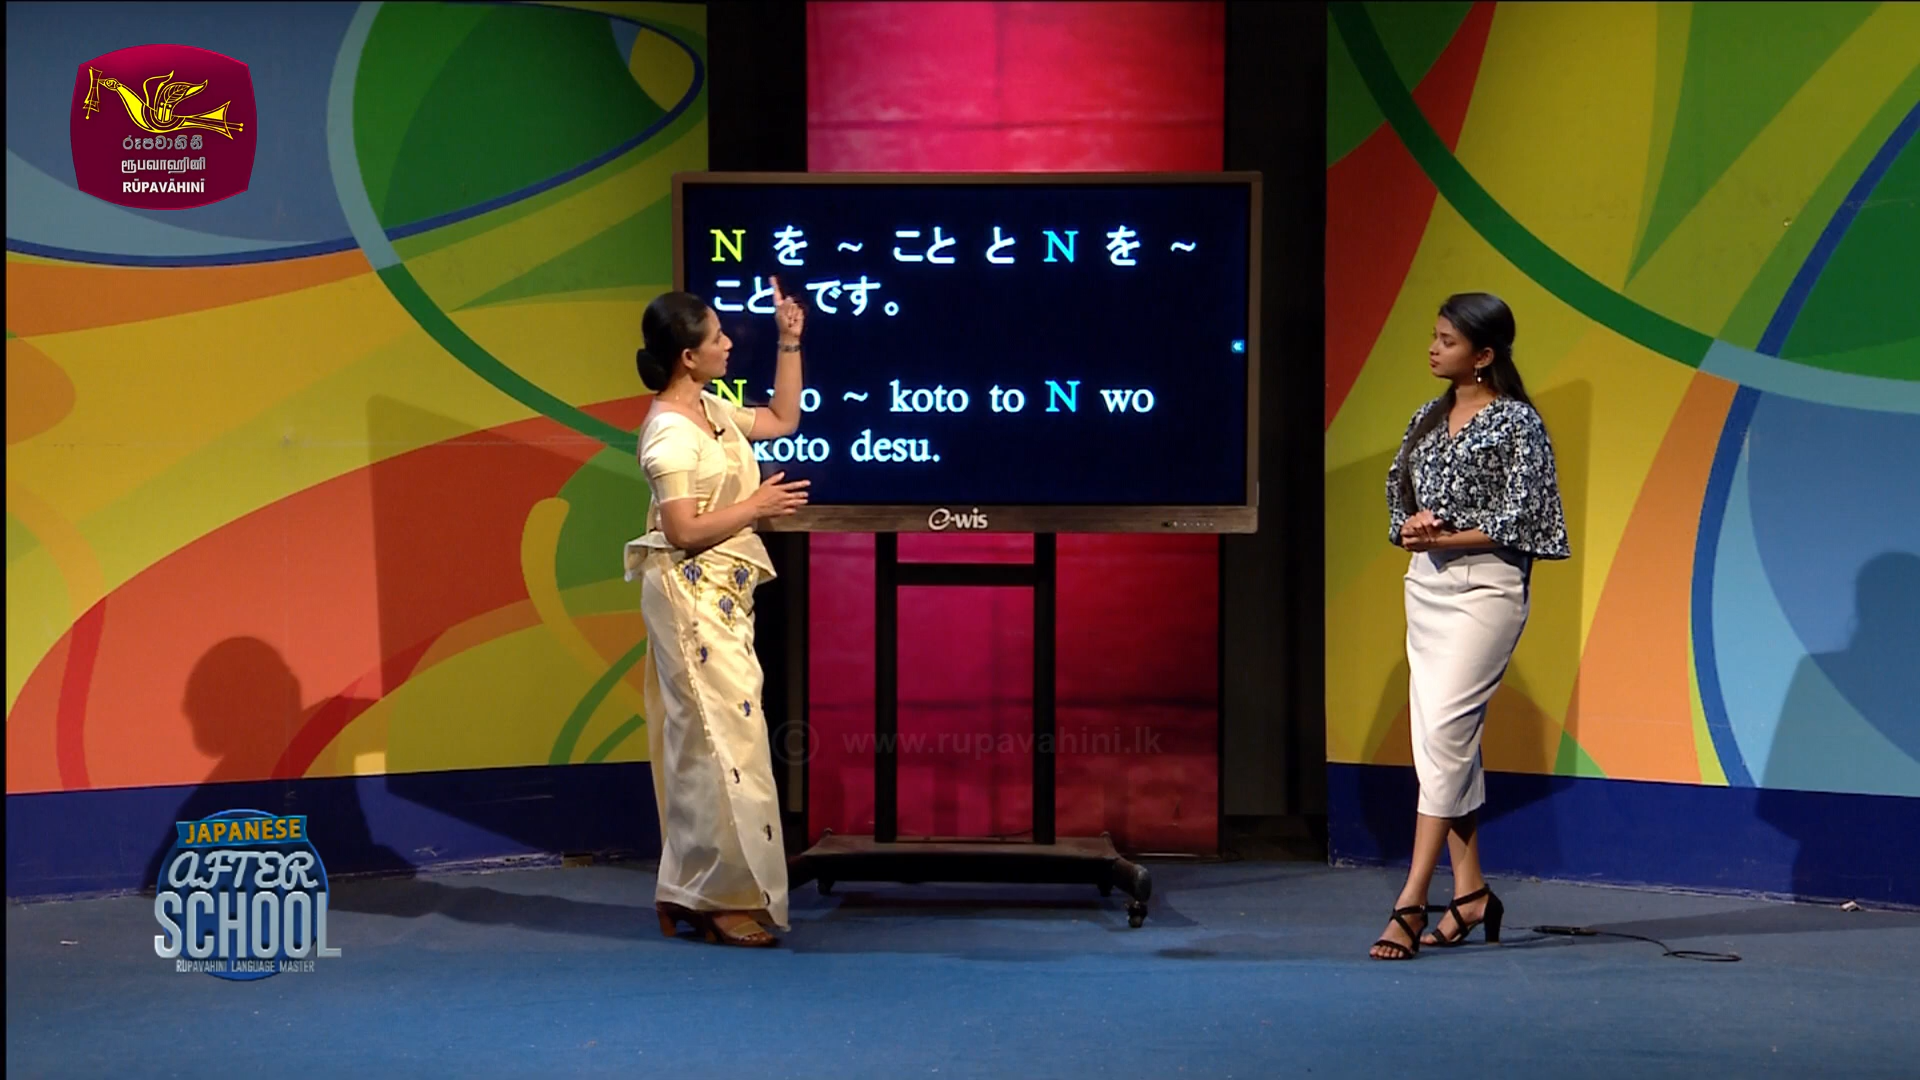 රූපවාහිනී
ரூபவாஹினி
RŪPAVĀHINĪ
N を ~ こと と N を ~
こと です。
N wo ~ koto to N wo
koto desu.
e-wis
© www.rupavahini.lk
JAPANESE
AFTER
SCHOOL
RUPAVAHINI LANGUAGE MASTER